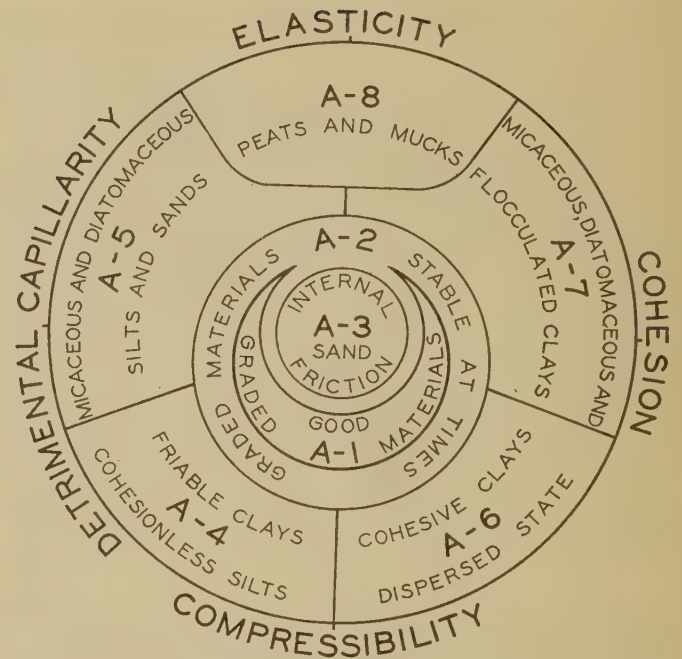 ELASTICITY
A-8
PEATS AND MUCKS
DETRIMENTAL CAPILLARITY
MICACEOUS AND DIATOMACEOUS
A-5
SILTS AND SANDS
MICACEOUS, DIATOMACEOUS AND
A-7
FLOCCULATED CLAYS
COHESION
A-2
GRADED MATERIALS
STABLE AT TIMES
INTERNAL
A-3
SAND
FRICTION
GOOD
GRADED MATERIALS
A-1
FRIABLE CLAYS
A-4
COHESIONLESS SILTS
COHESIVE CLAYS
A-6
DISPERSED STATE
COMPRESSIBILITY